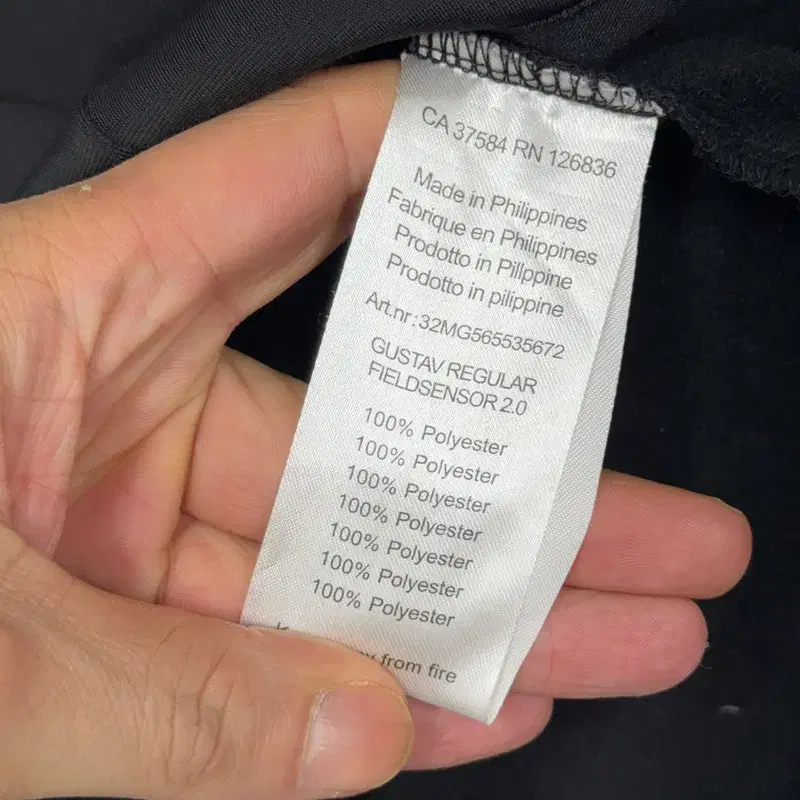 CA 37584 RN 126836
Made in Philippines
Fabrique en Philippines
Prodotto in Pilppine
Prodotto in pilippine
Art.nr:32MG565535672
GUSTAV REGULAR
FIELDSENSOR 2.0
100% Polyester
100% Polyester
100% Polyester
100% Polyester
100% Polyester
100% Polyester
100% Polyester
from fire